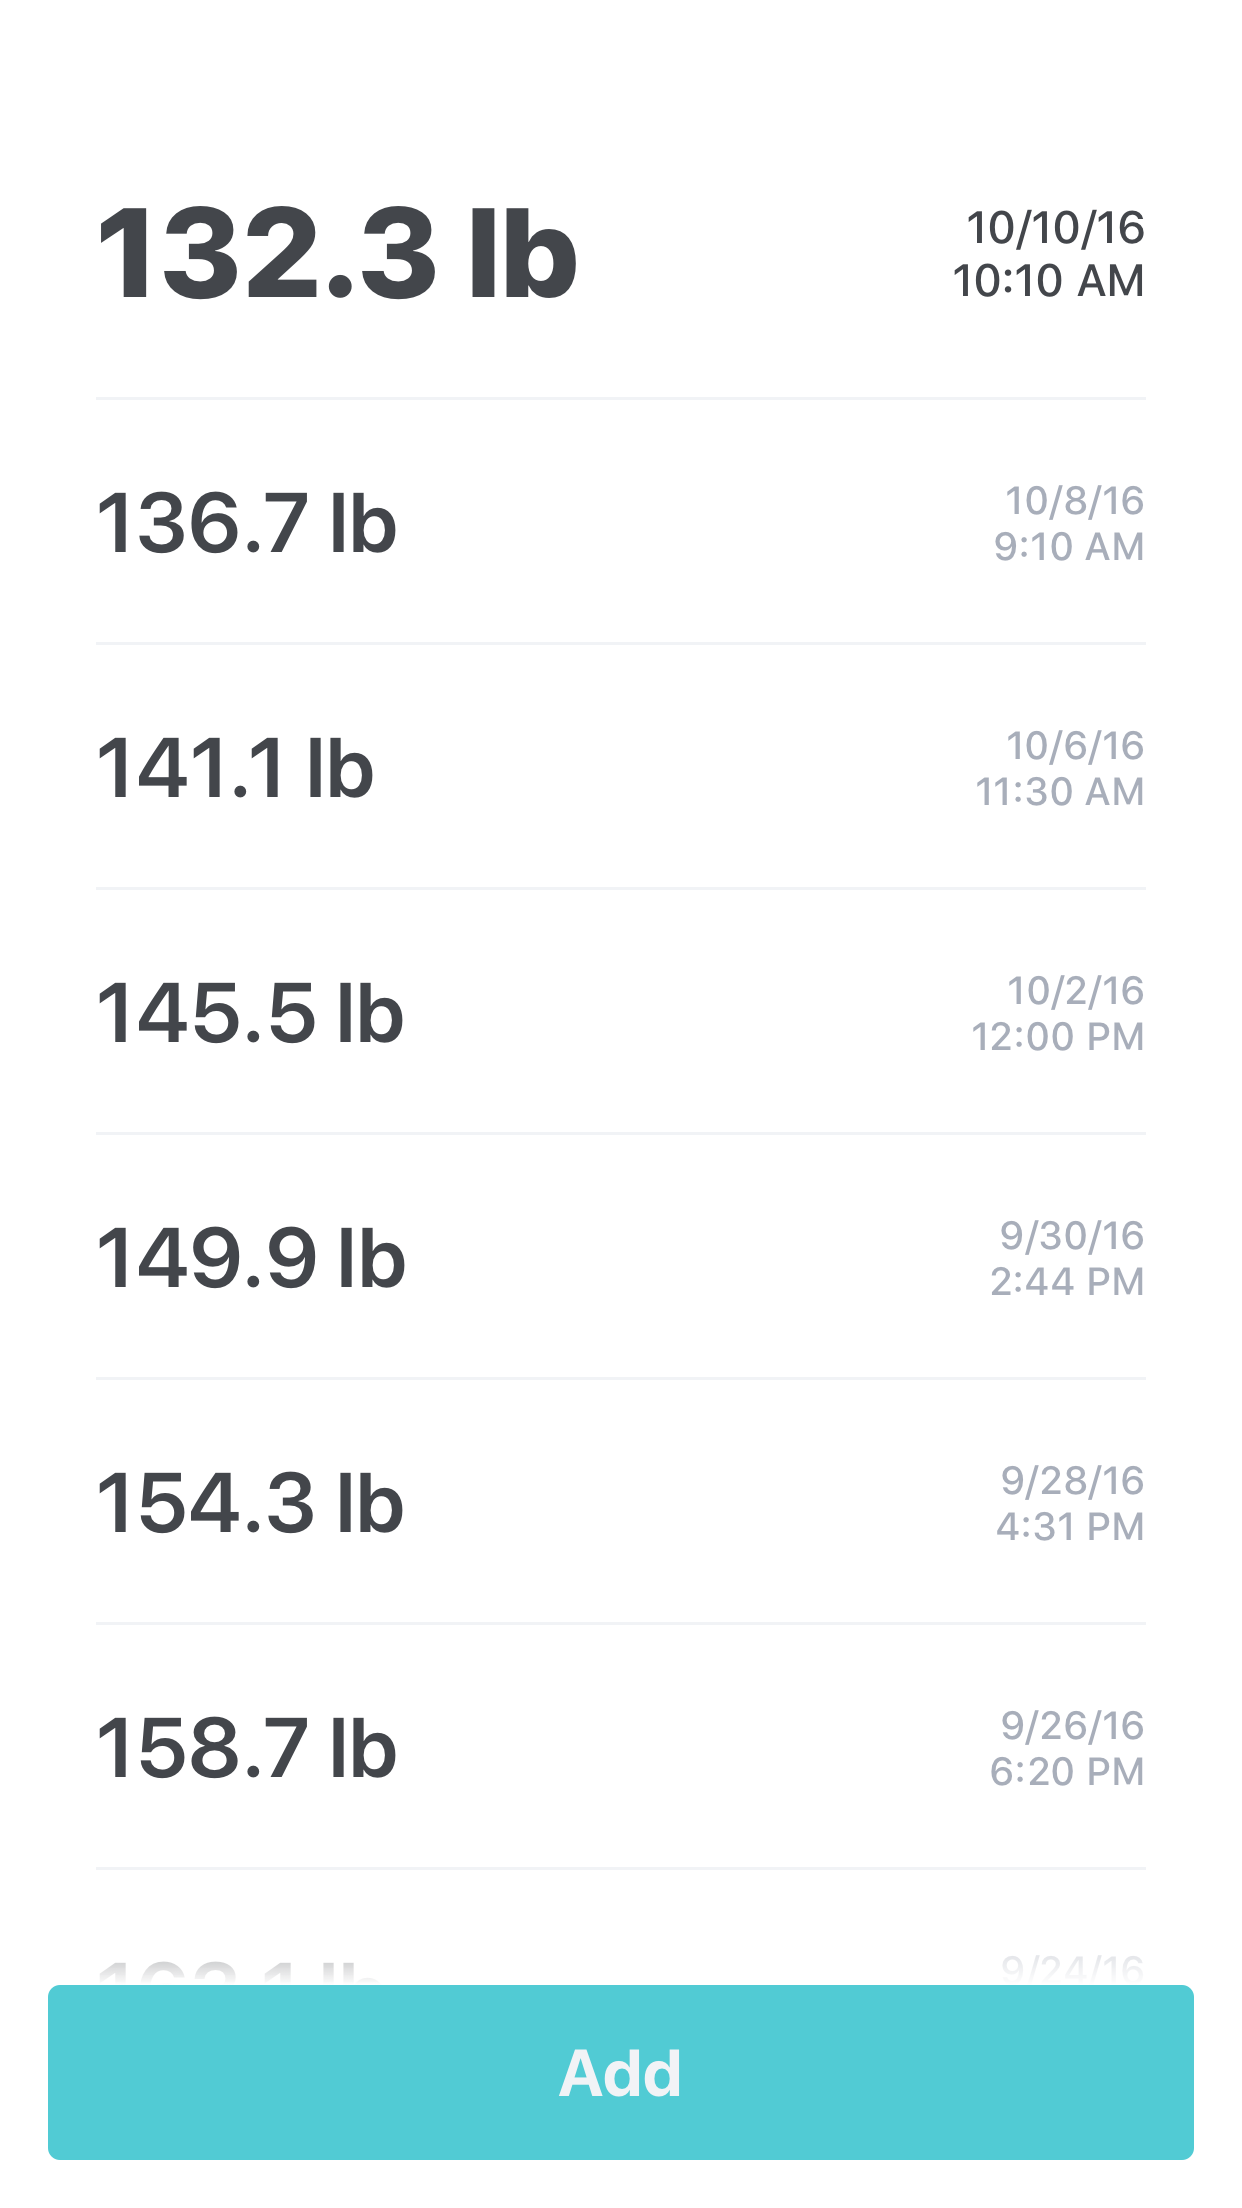 132.3 lb
10/10/16
10:10 AM
136.7 lb
10/8/16
9:10 AM
141.1 lb
10/6/16
11:30 AM
145.5 lb
10/2/16
12:00 PM
149.9 lb
9/30/16
2:44 PM
154.3 lb
9/28/16
4:31 PM
158.7 lb
9/26/16
6:20 PM
9/24/16
Add